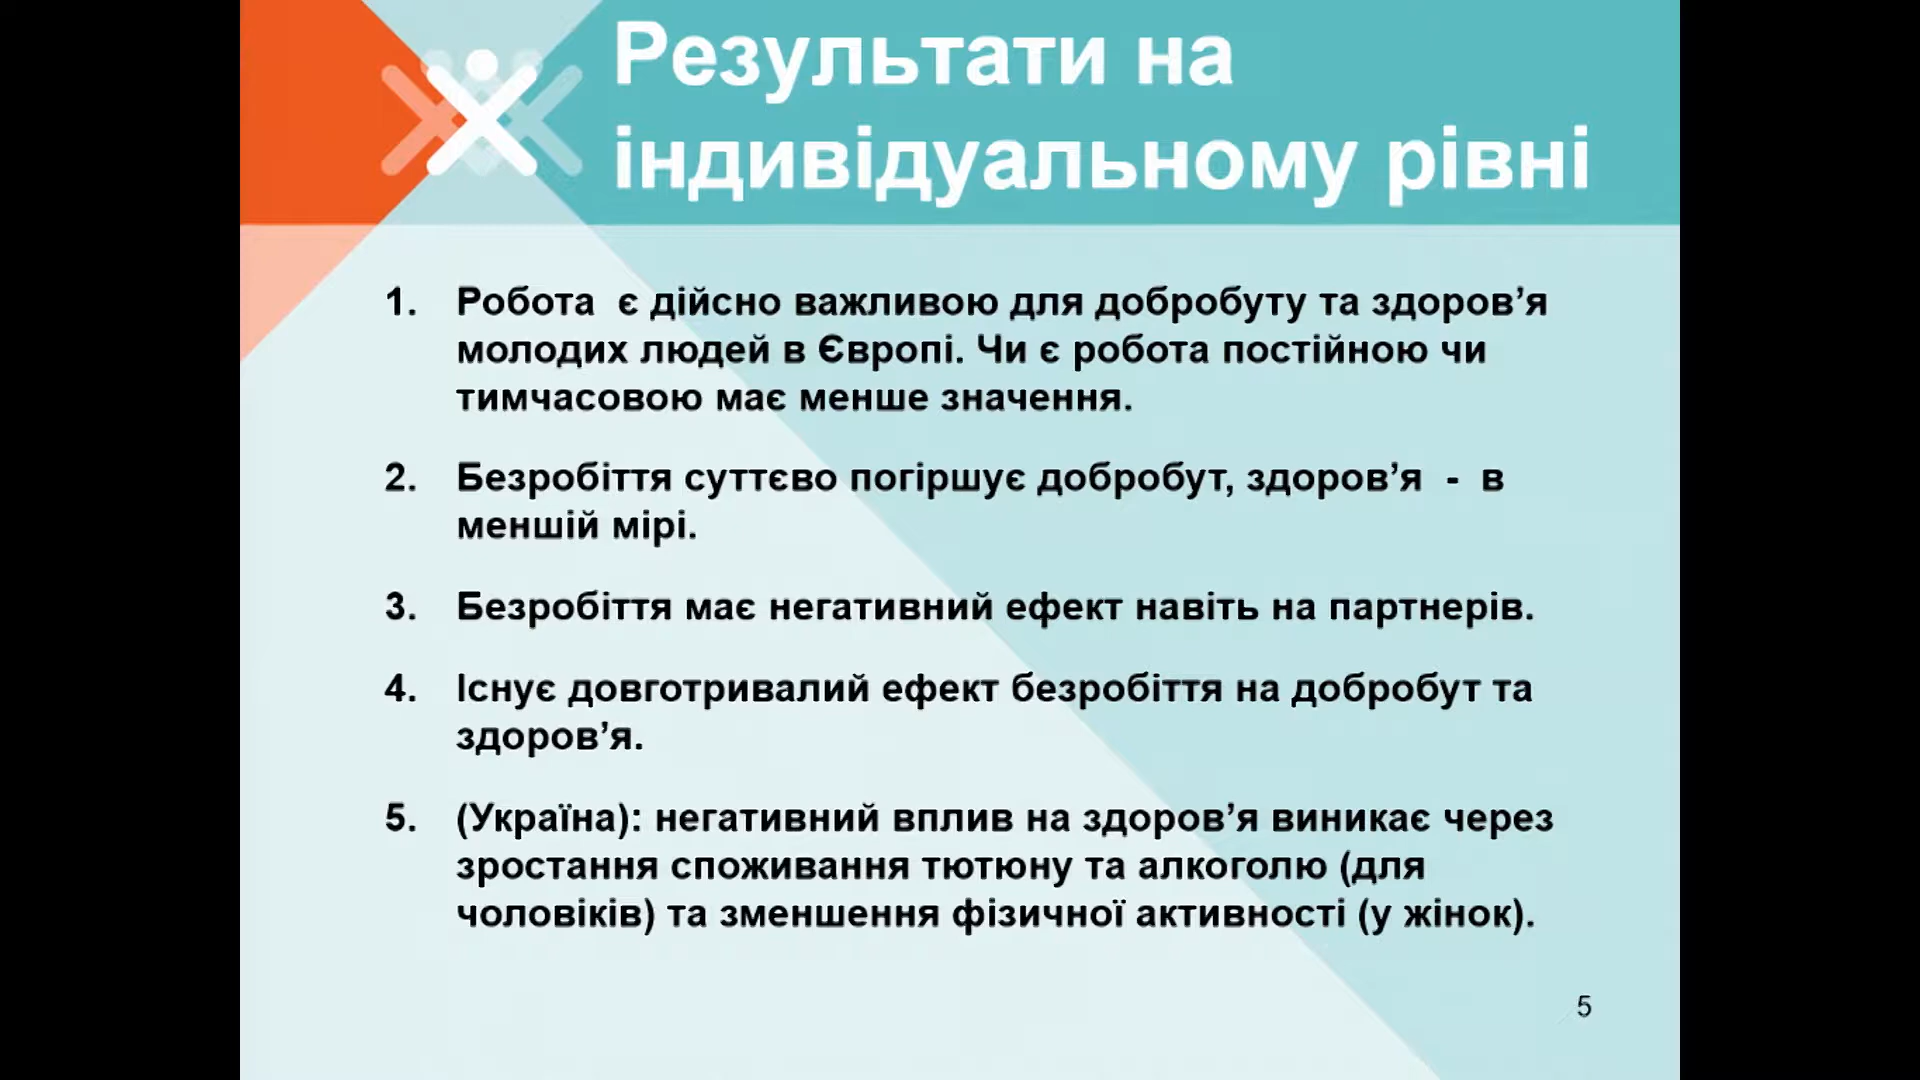 Результати на
індивідуальному рівні
1. Робота є дійсно важливою для добробуту та здоров’я
молодих людей в Європі. Чи є робота постійною чи
тимчасовою має менше значення.
2. Безробіття суттєво погіршує добробут, здоров’я - в
меншій мірі.
3. Безробіття має негативний ефект навіть на партнерів.
4. Існує довготривалий ефект безробіття на добробут та
здоров’я.
5. (Україна): негативний вплив на здоров’я виникає через
зростання споживання тютюну та алкоголю (для
чоловіків) та зменшення фізичної активності (у жінок).
5